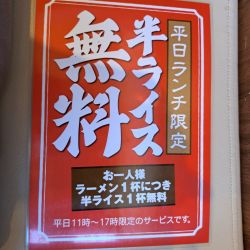 平日ランチ限定
半ライス
無料
お一人様
ラーメン1杯につき
半ライス1杯無料
平日11時〜17時限定のサービスです。